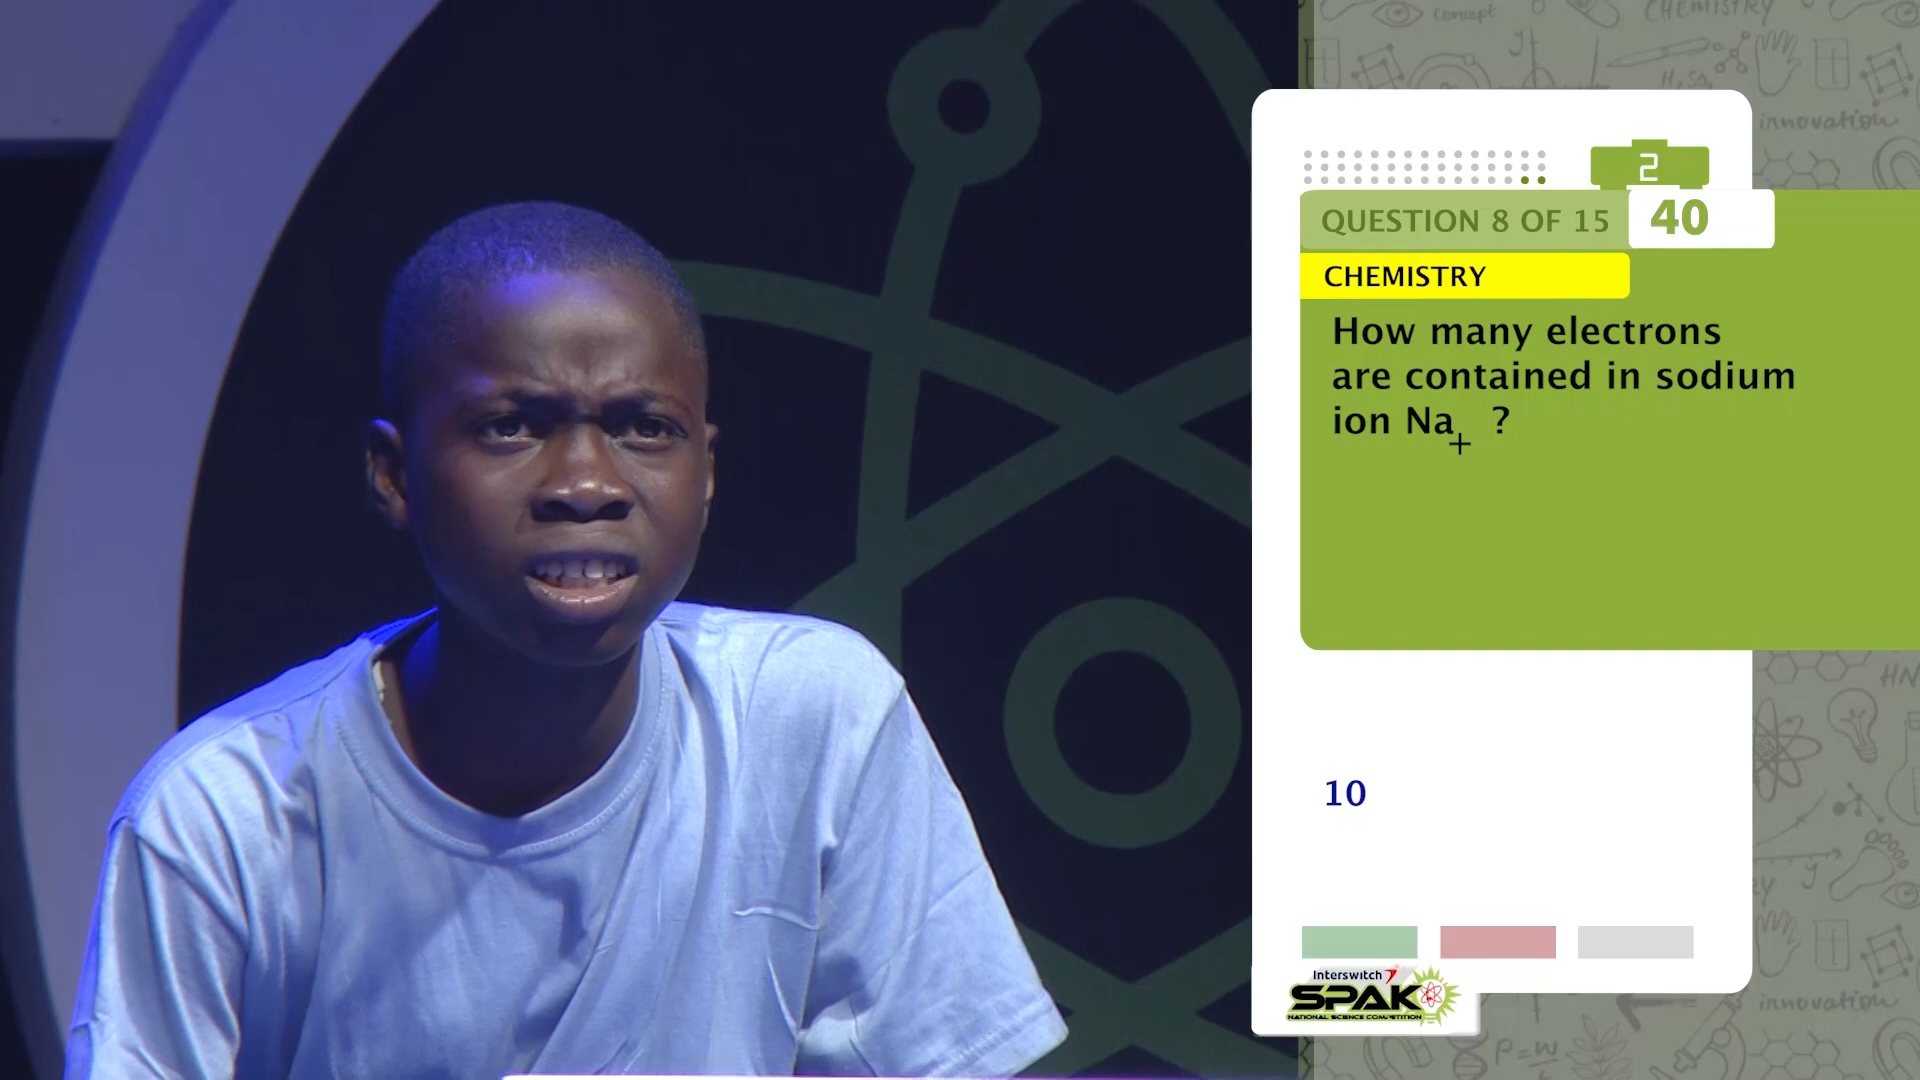 concept
CHEMISTRY
H₂SO₄
innovation
2
QUESTION 8 OF 15
40
CHEMISTRY
How many electrons
are contained in sodium
ion Na₊ ?
10
Interswitch
SPAK
NATIONAL SCIENCE COMPETITION
innovation
P=w